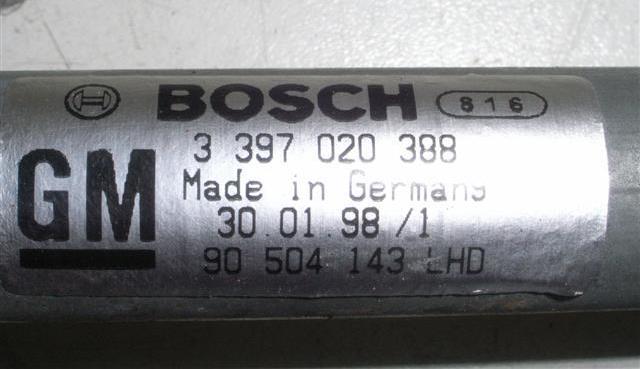 BOSCH 816
3 397 020 388
GM
Made in Germany
30 01 98 /1
90 504 143 LHD